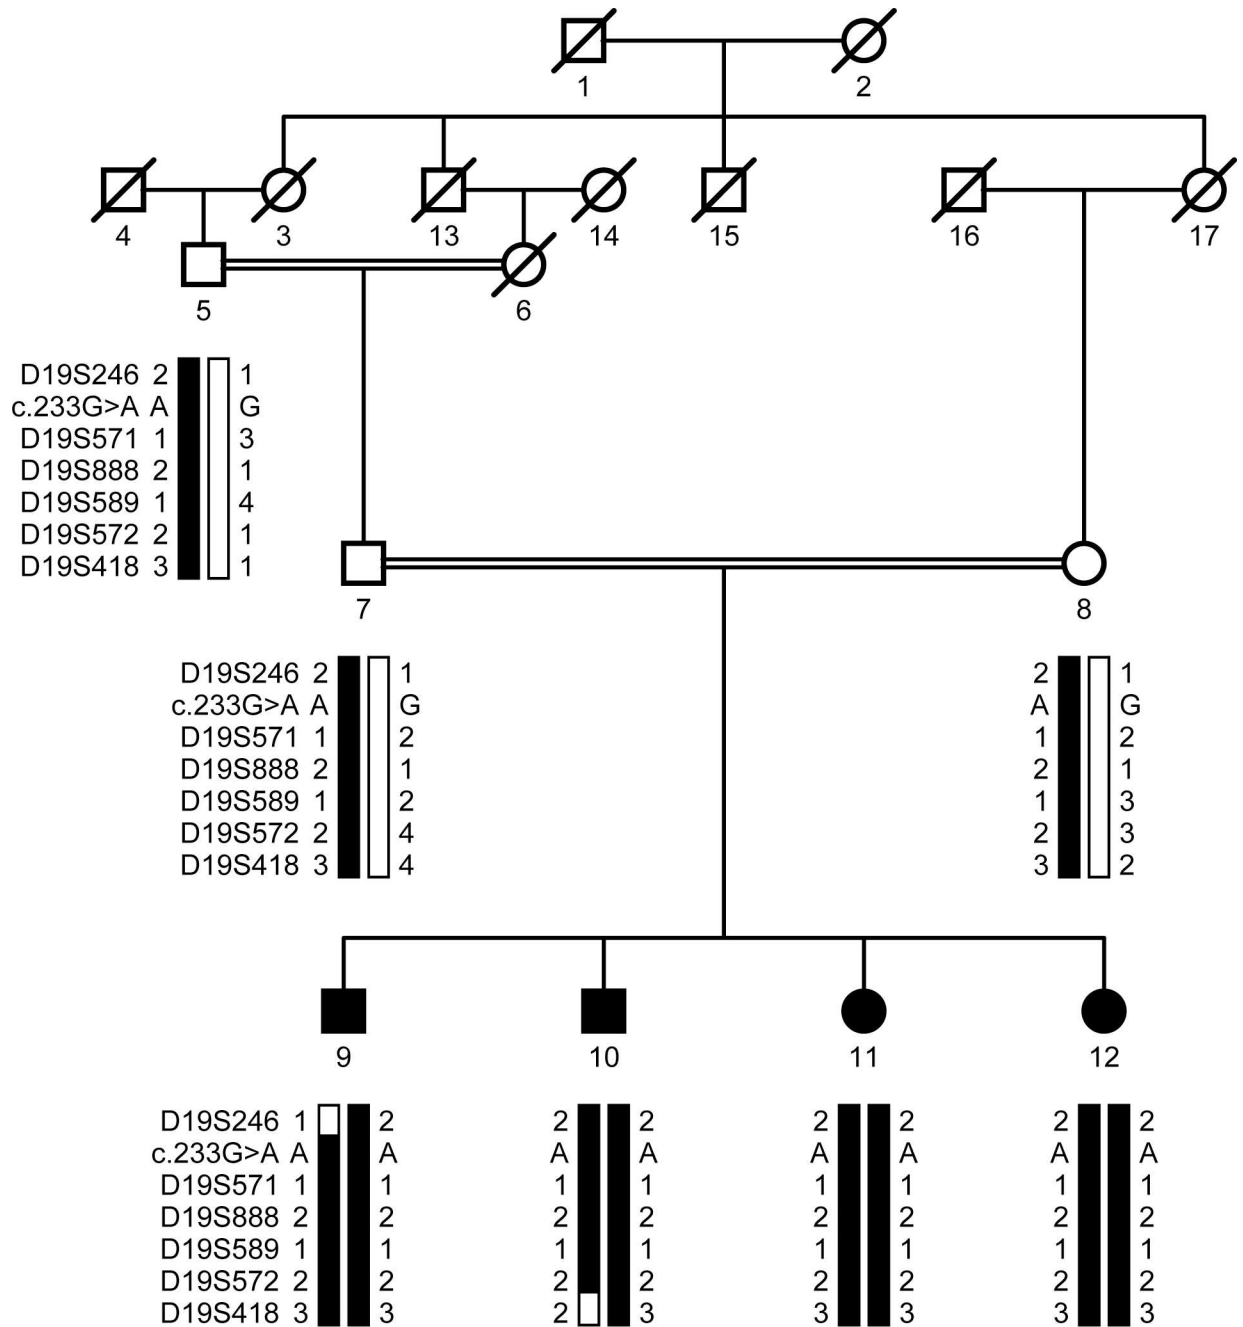 1 2
4 3 13 14 15 16 17
5 6
D19S246 2 1
c.233G>A A G
D19S571 1 3
D19S888 2 1
D19S589 1 4
D19S572 2 1
D19S418 3 1
7 8
D19S246 2 1 2 1
c.233G>A A G A G
D19S571 1 2 1 2
D19S888 2 1 2 1
D19S589 1 2 1 3
D19S572 2 4 2 3
D19S418 3 4 3 2
9 10 11 12
D19S246 1 2 2 2 2 2 2 2
c.233G>A A A A A A A A A
D19S571 1 1 1 1 1 1 1 1
D19S888 2 2 2 2 2 2 2 2
D19S589 1 1 1 1 1 1 1 1
D19S572 2 2 2 2 2 2 2 2
D19S418 3 3 2 3 3 3 3 3